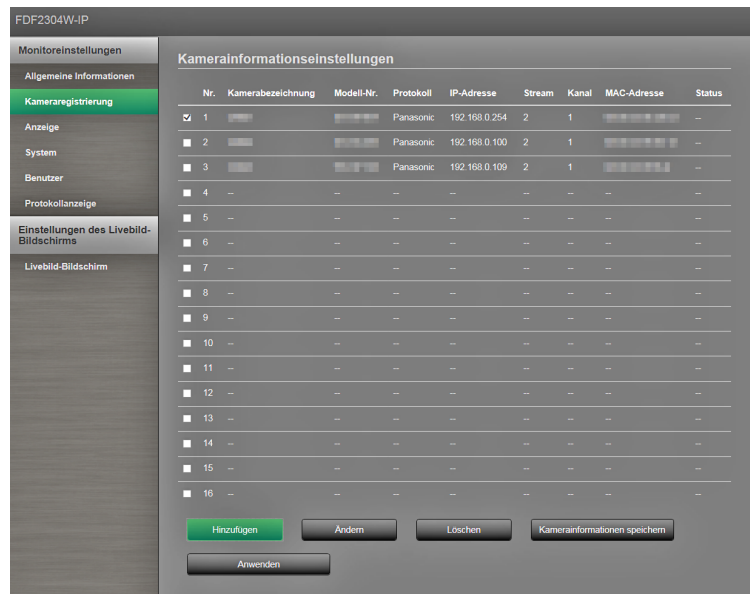 FDF2304W-IP
Monitoreinstellungen
Allgemeine Informationen
Kameraregistrierung
Anzeige
System
Benutzer
Protokollanzeige
Einstellungen des Livebild-
Bildschirms
Livebild-Bildschirm
Kamerainformationseinstellungen
Nr. Kamerabezeichnung Modell-Nr. Protokoll IP-Adresse Stream Kanal MAC-Adresse Status
1 Panasonic 192.168.0.254 2 1 --
2 Panasonic 192.168.0.100 2 1 --
3 Panasonic 192.168.0.109 2 1 --
4 -- -- -- -- -- -- -- --
5 -- -- -- -- -- -- -- --
6 -- -- -- -- -- -- -- --
7 -- -- -- -- -- -- -- --
8 -- -- -- -- -- -- -- --
9 -- -- -- -- -- -- -- --
10 -- -- -- -- -- -- -- --
11 -- -- -- -- -- -- -- --
12 -- -- -- -- -- -- -- --
13 -- -- -- -- -- -- -- --
14 -- -- -- -- -- -- -- --
15 -- -- -- -- -- -- -- --
16 -- -- -- -- -- -- -- --
Hinzufügen Ändern Löschen Kamerainformationen speichern
Anwenden